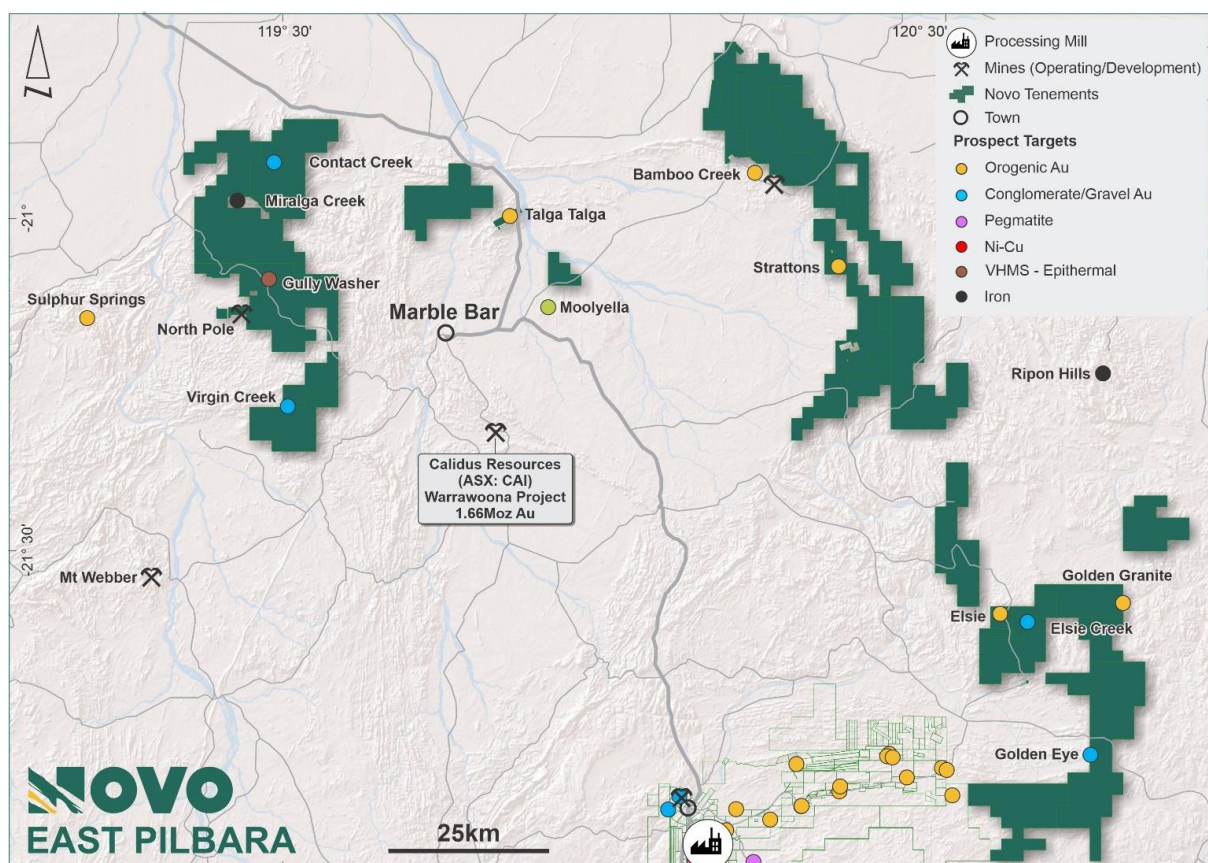 119° 30'
120° 30'
Z
Processing Mill
Mines (Operating/Development)
Novo Tenements
Town
Prospect Targets
Orogenic Au
Conglomerate/Gravel Au
Pegmatite
Ni-Cu
VHMS - Epithermal
Iron
Contact Creek
Bamboo Creek
Miralga Creek
-21°
Talga Talga
Strattons
Gully Washer
Sulphur Springs
Moolyella
North Pole
Marble Bar
Ripon Hills
Virgin Creek
Calidus Resources
(ASX: CAI)
Warrawoona Project
1.66Moz Au
-21° 30'
Mt Webber
Golden Granite
Elsie
Elsie Creek
Golden Eye
NOVO
EAST PILBARA
25km